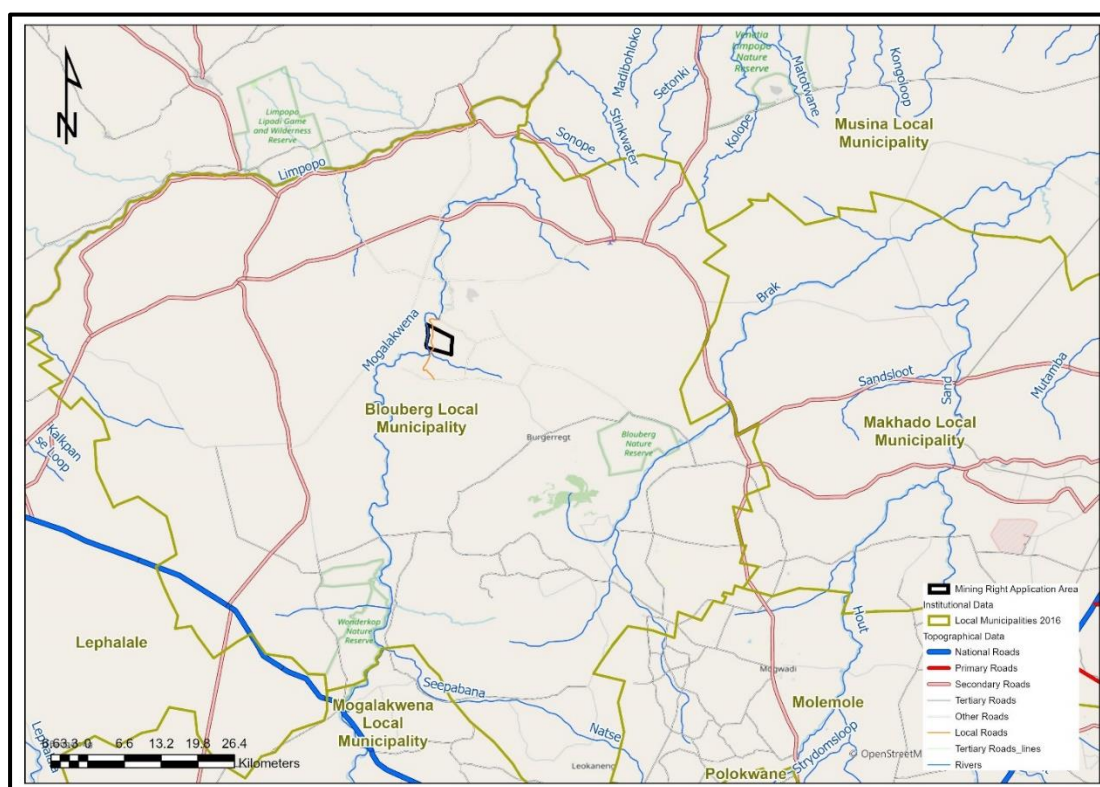 N
Limpopo
Lipadi Game
and Wilderness
Reserve
Limpopo
Sonope
Stinkwater
Madibohloko
Setonki
Venetia
Limpopo
Nature
Reserve
Kolope
Matotwane
Kongoloop
Musina Local
Municipality
Mogalakwena
Brak
Sandsloot
Sand
Mutamba
Blouberg Local
Municipality
Makhado Local
Municipality
Burgerregt
Blouberg
Nature
Reserve
Kalkpan
se Loop
Wonderkop
Nature
Reserve
Lephalale
Seepabana
Mogalakwena
Local
Municipality
Natse
Leokaneng
Mogwadi
Hout
Molemole
Strydomsloop
Polokwane
6.63.3 0 6.6 13.2 19.8 26.4
Kilometers
Mining Right Application Area
Institutional Data
Local Municipalities 2016
Topographical Data
National Roads
Primary Roads
Secondary Roads
Tertiary Roads
Other Roads
Local Roads
Tertiary Roads_lines
Rivers
© OpenStreetM